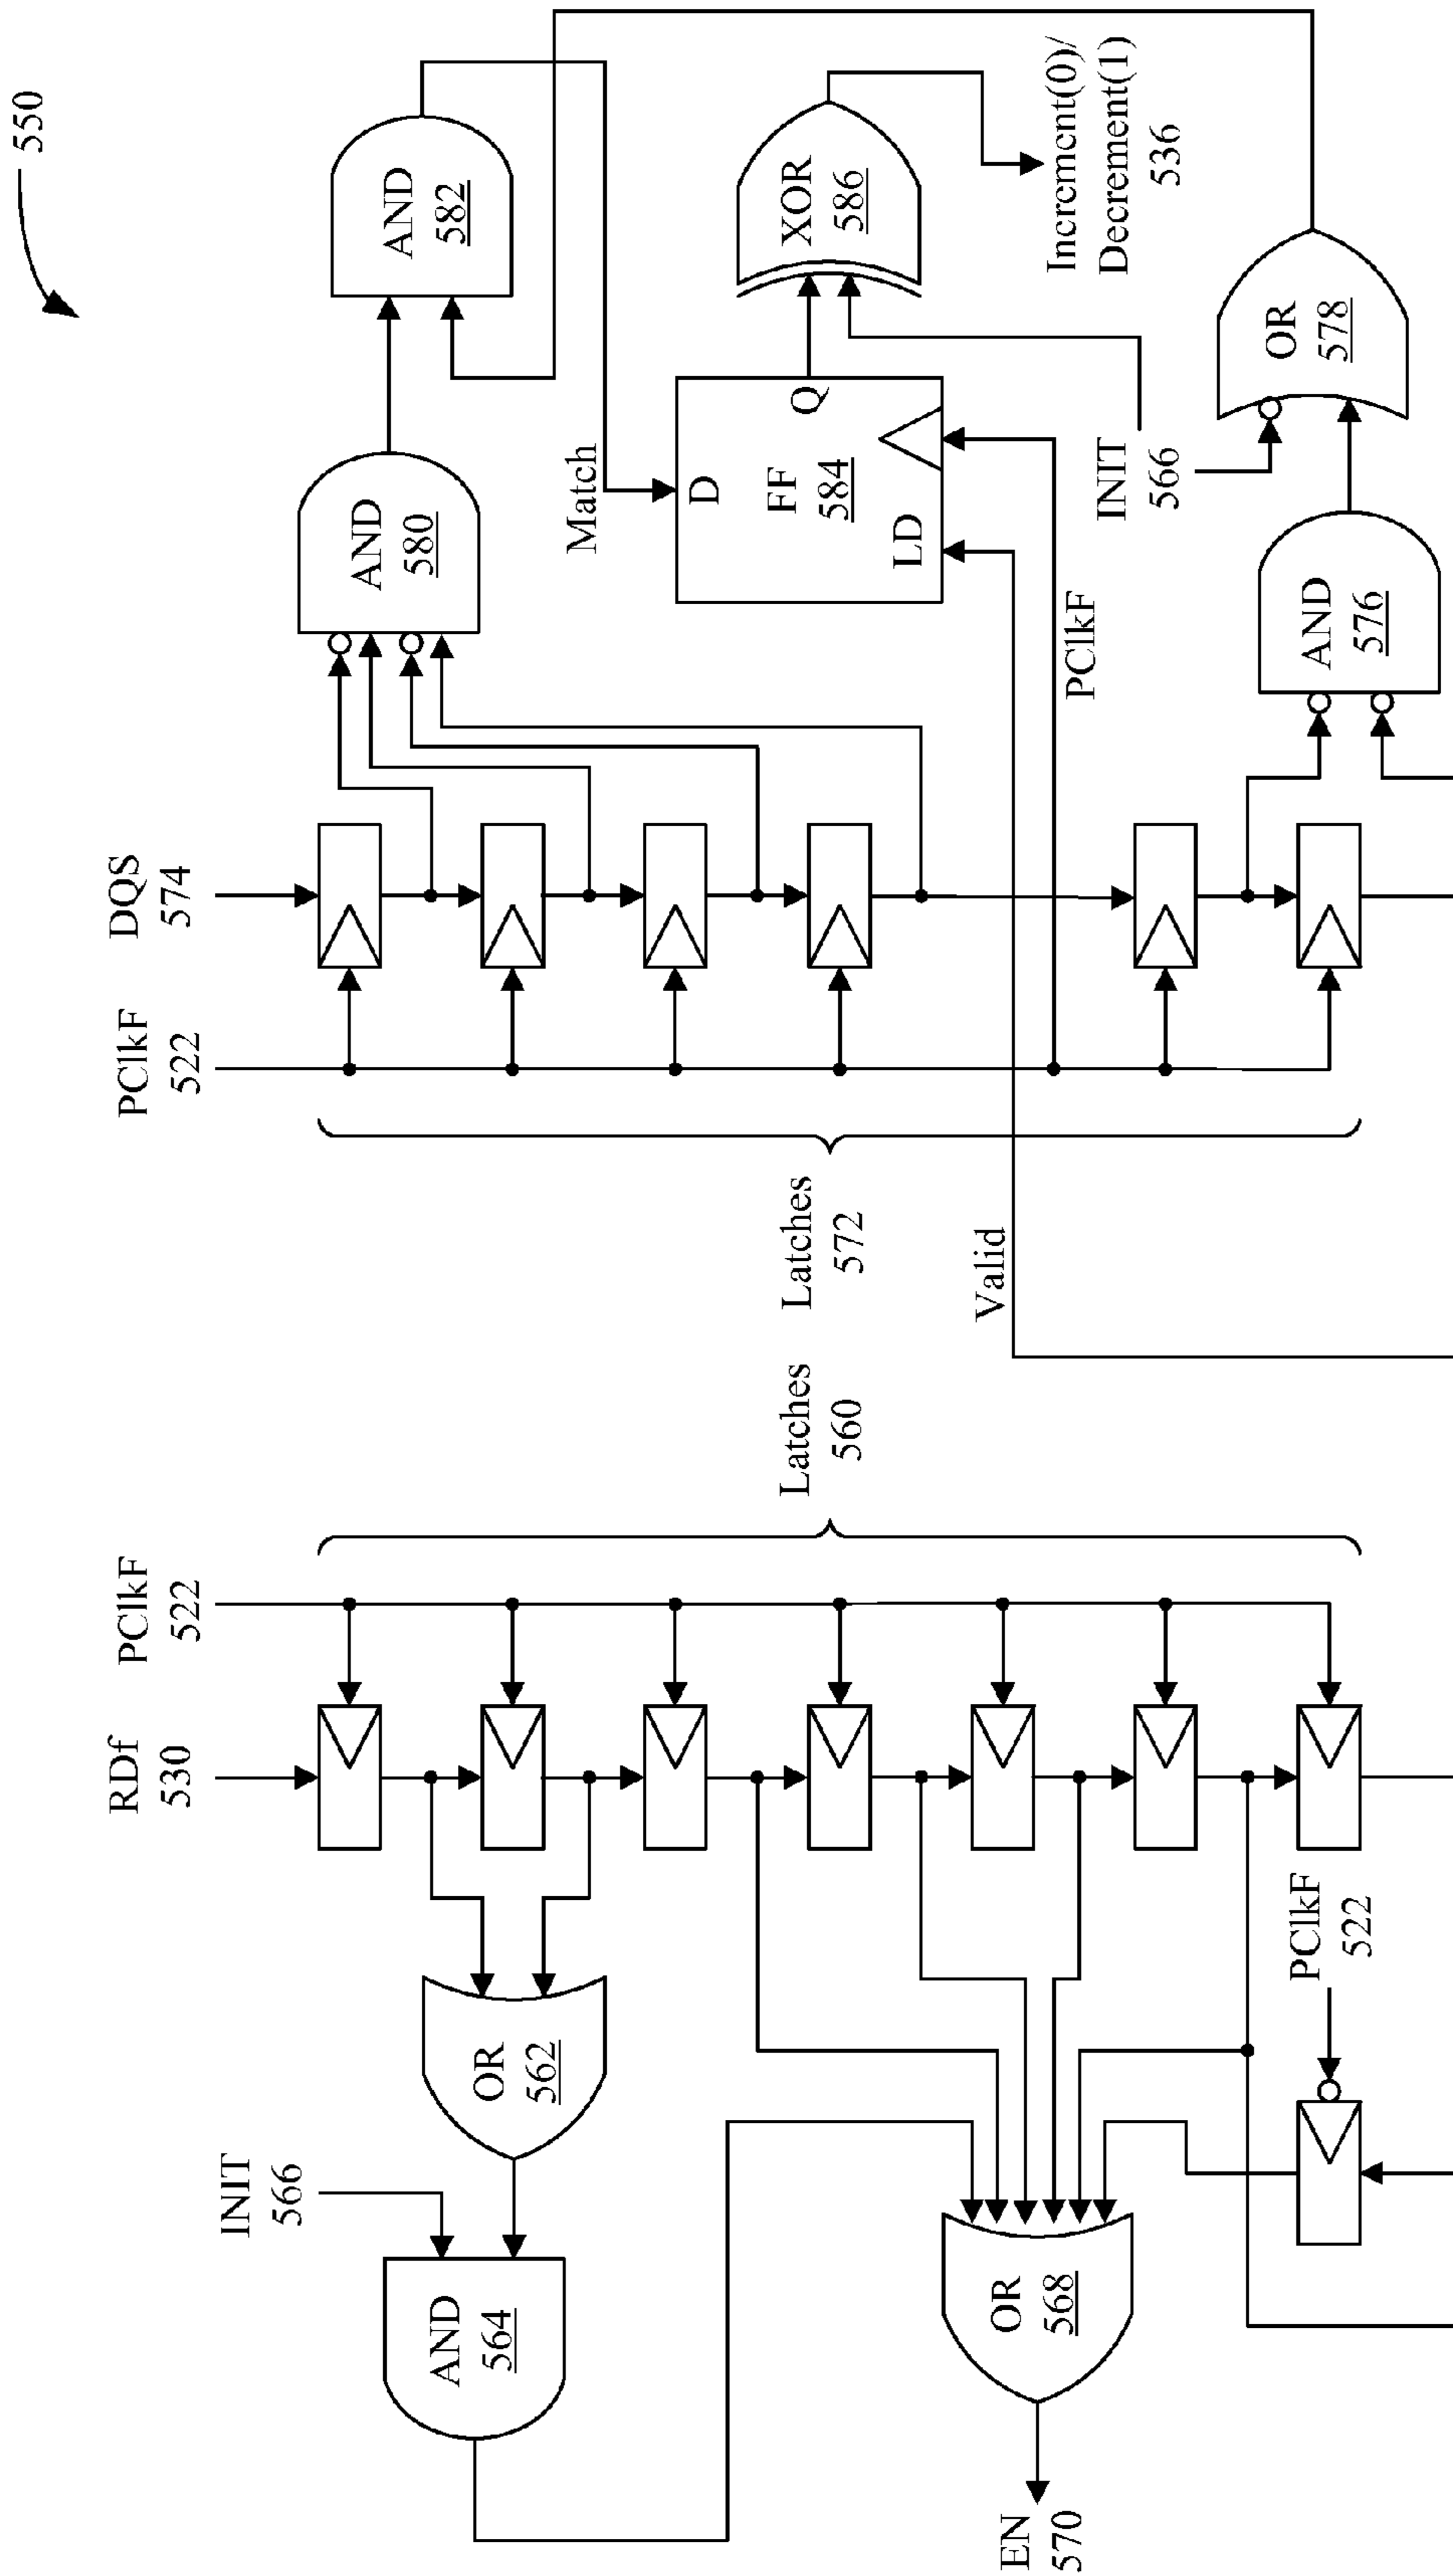 550
AND
582
XOR
586
Increment(0)/
Decrement(1)
536
OR
578
AND
580
Match
D
Q
FF
584
LD
INIT
566
PClkF
AND
576
DQS
574
PClkF
522
Latches
572
Valid
Latches
560
PClkF
522
RDf
530
PClkF
522
OR
562
INIT
566
AND
564
OR
568
EN
570